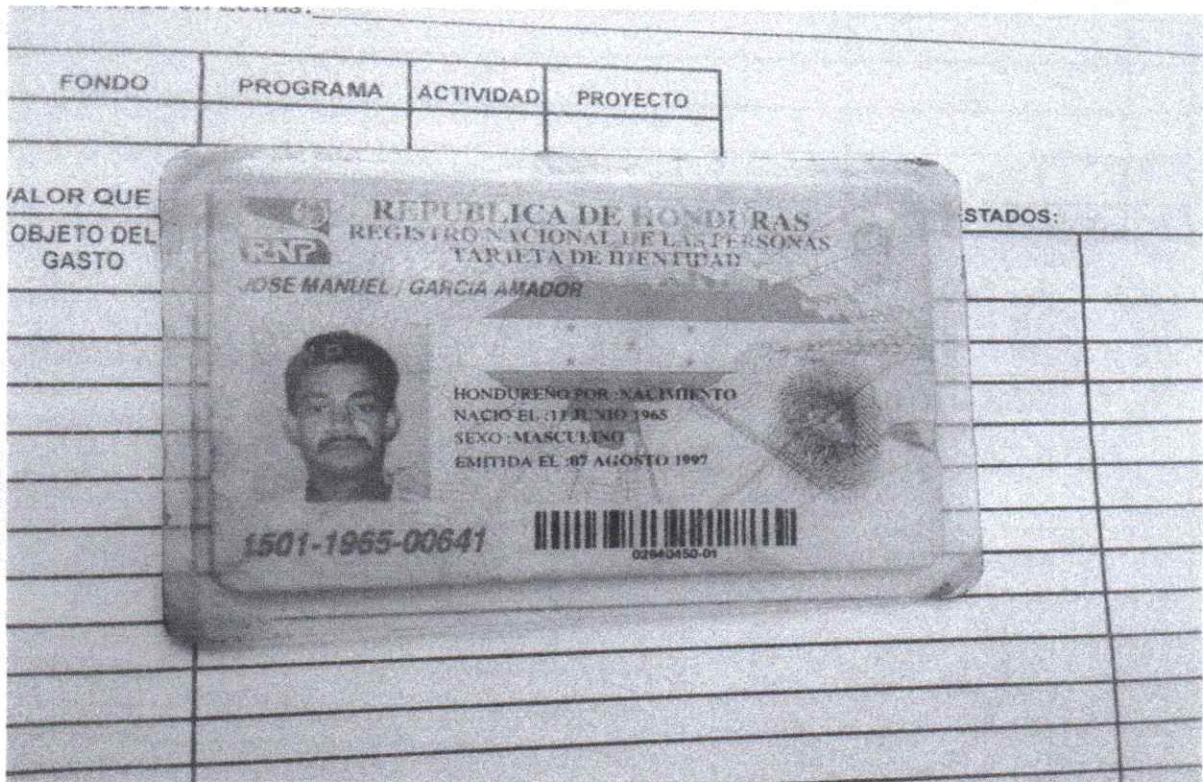 FONDO PROGRAMA ACTIVIDAD PROYECTO
VALOR QUE
STADOS:
OBJETO DEL
GASTO
RNP
REPUBLICA DE HONDURAS
REGISTRO NACIONAL DE LAS PERSONAS
TARJETA DE IDENTIDAD
JOSE MANUEL / GARCIA AMADOR
HONDUREÑO POR :NACIMIENTO
NACIO EL :11 JUNIO 1965
SEXO :MASCULINO
EMITIDA EL :07 AGOSTO 1997
1501-1965-00641